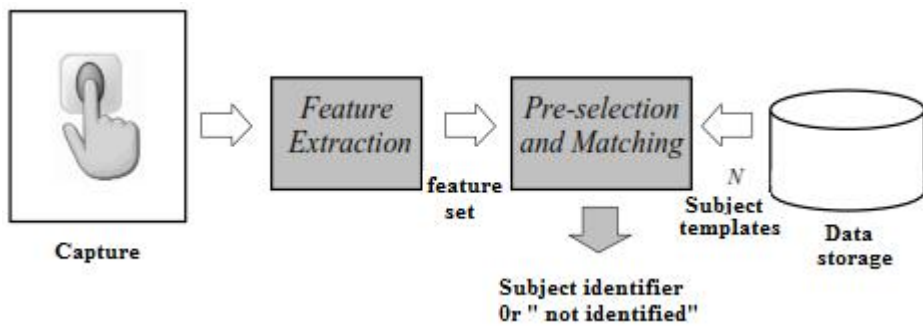 Feature
Extraction
Pre-selection
and Matching
feature
set
N
Subject
templates
Data
storage
Capture
Subject identifier
0r " not identified"